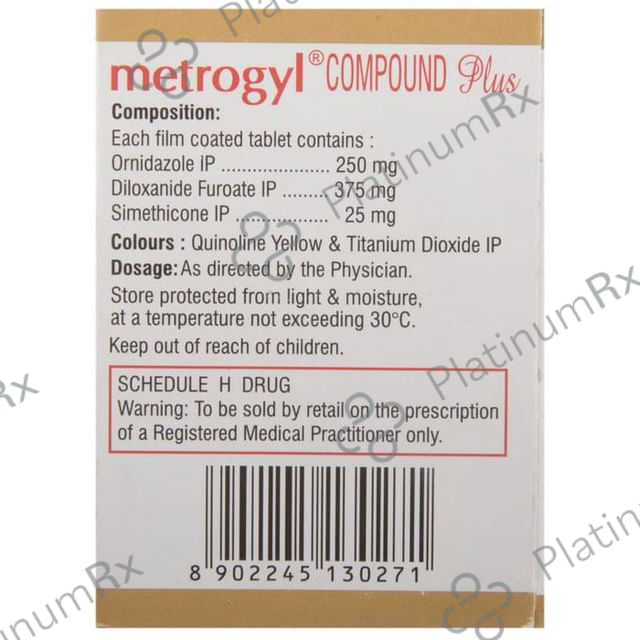 metrogyl® COMPOUND Plus
Composition:
Each film coated tablet contains :
Ornidazole IP ..................... 250 mg
Diloxanide Furoate IP ......... 375 mg
Simethicone IP .................. 25 mg
Colours : Quinoline Yellow & Titanium Dioxide IP
Dosage: As directed by the Physician.
Store protected from light & moisture,
at a temperature not exceeding 30°C.
Keep out of reach of children.
SCHEDULE H DRUG
Warning: To be sold by retail on the prescription
of a Registered Medical Practitioner only.
8 902245 130271
PlatinumRx
PlatinumRx
PlatinumRx
PlatinumRx
Rx